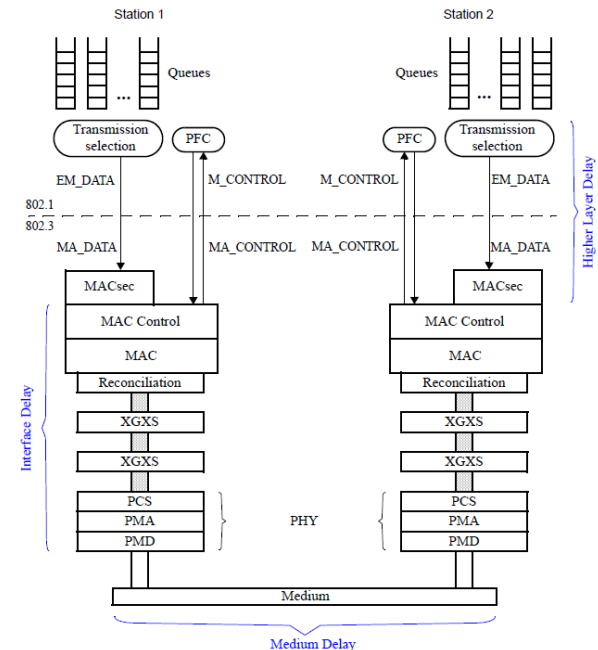 Station 1
Station 2
Queues
Queues
...
...
Transmission
selection
PFC
PFC
Transmission
selection
EM_DATA
M_CONTROL
M_CONTROL
EM_DATA
802.1
802.3
MA_DATA
MA_CONTROL
MA_CONTROL
MA_DATA
Higher Layer Delay
MACsec
MACsec
MAC Control
MAC Control
MAC
MAC
Reconciliation
Reconciliation
Interface Delay
XGXS
XGXS
XGXS
XGXS
PCS
PCS
PMA
PHY
PMA
PMD
PMD
Medium
Medium Delay